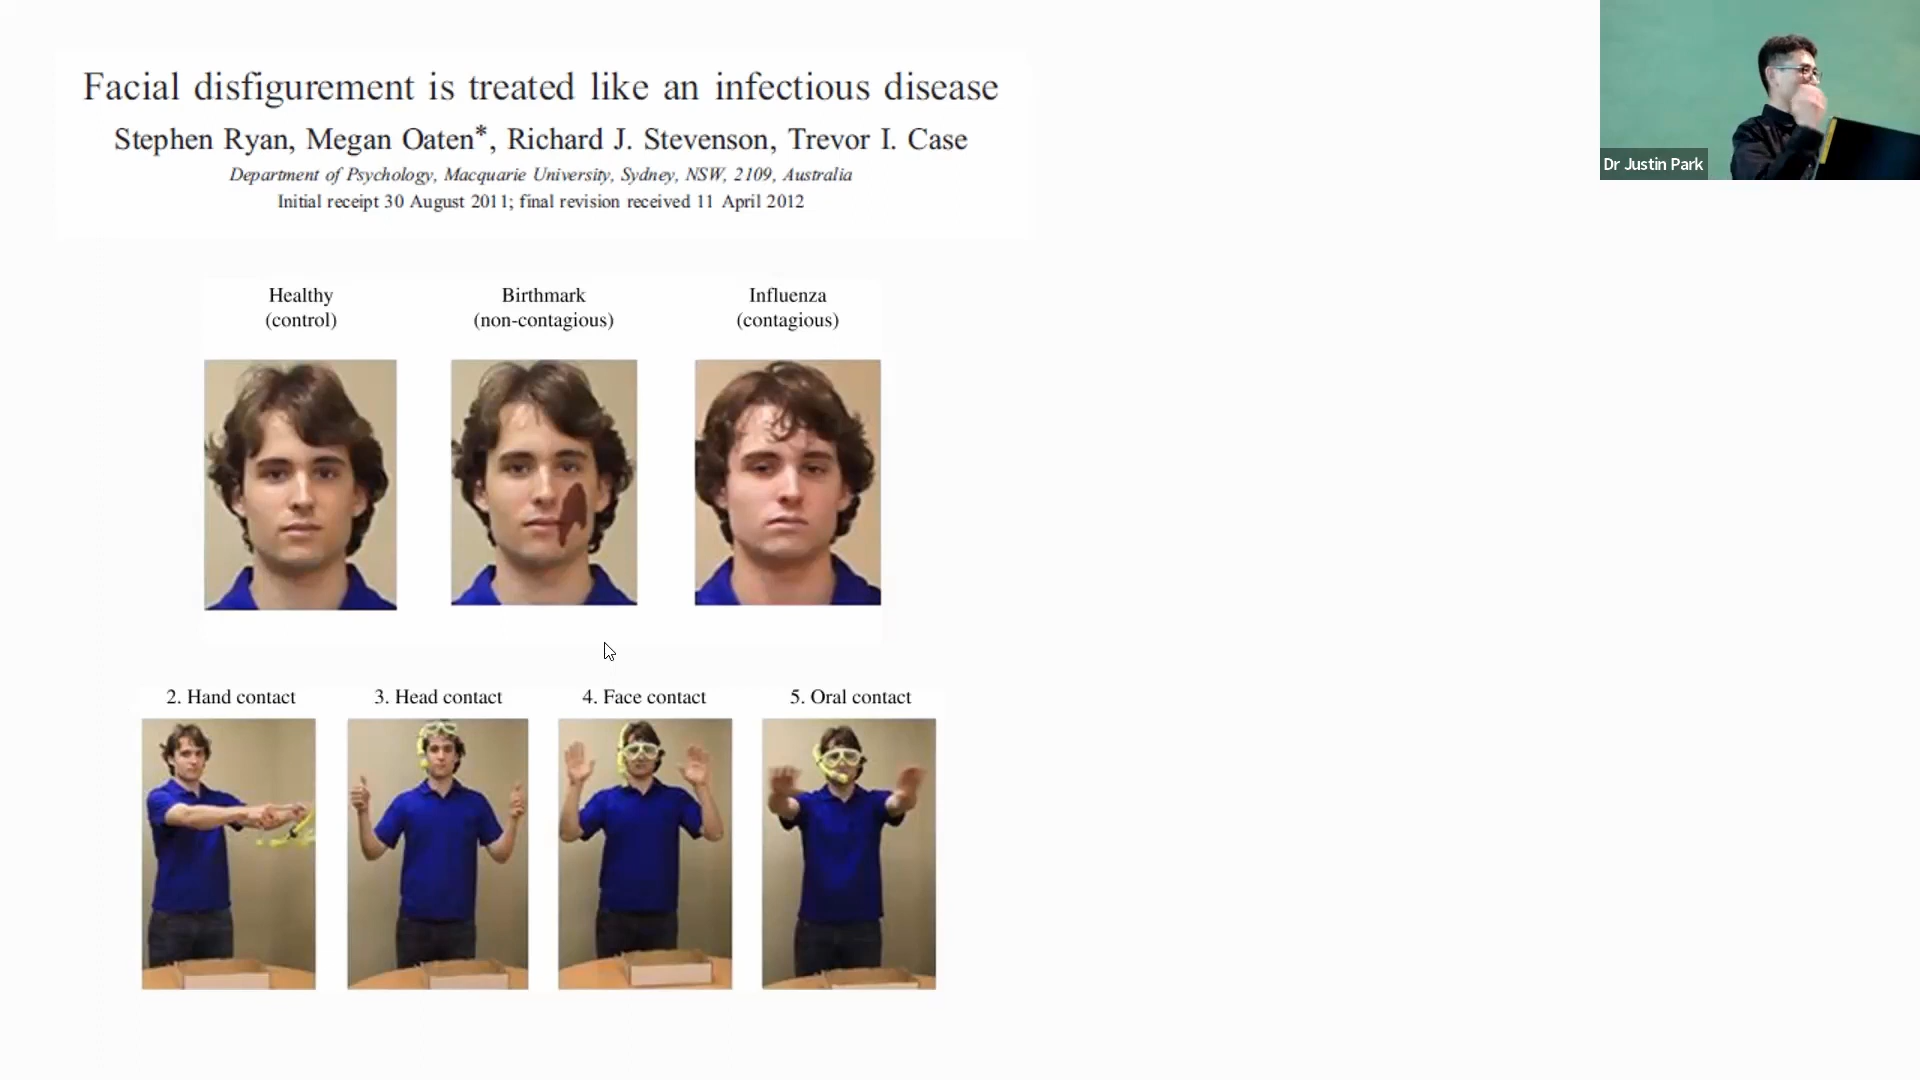 Facial disfigurement is treated like an infectious disease
Stephen Ryan, Megan Oaten*, Richard J. Stevenson, Trevor I. Case
Department of Psychology, Macquarie University, Sydney, NSW, 2109, Australia
Initial receipt 30 August 2011; final revision received 11 April 2012
Dr Justin Park
Healthy
(control)
Birthmark
(non-contagious)
Influenza
(contagious)
2. Hand contact
3. Head contact
4. Face contact
5. Oral contact